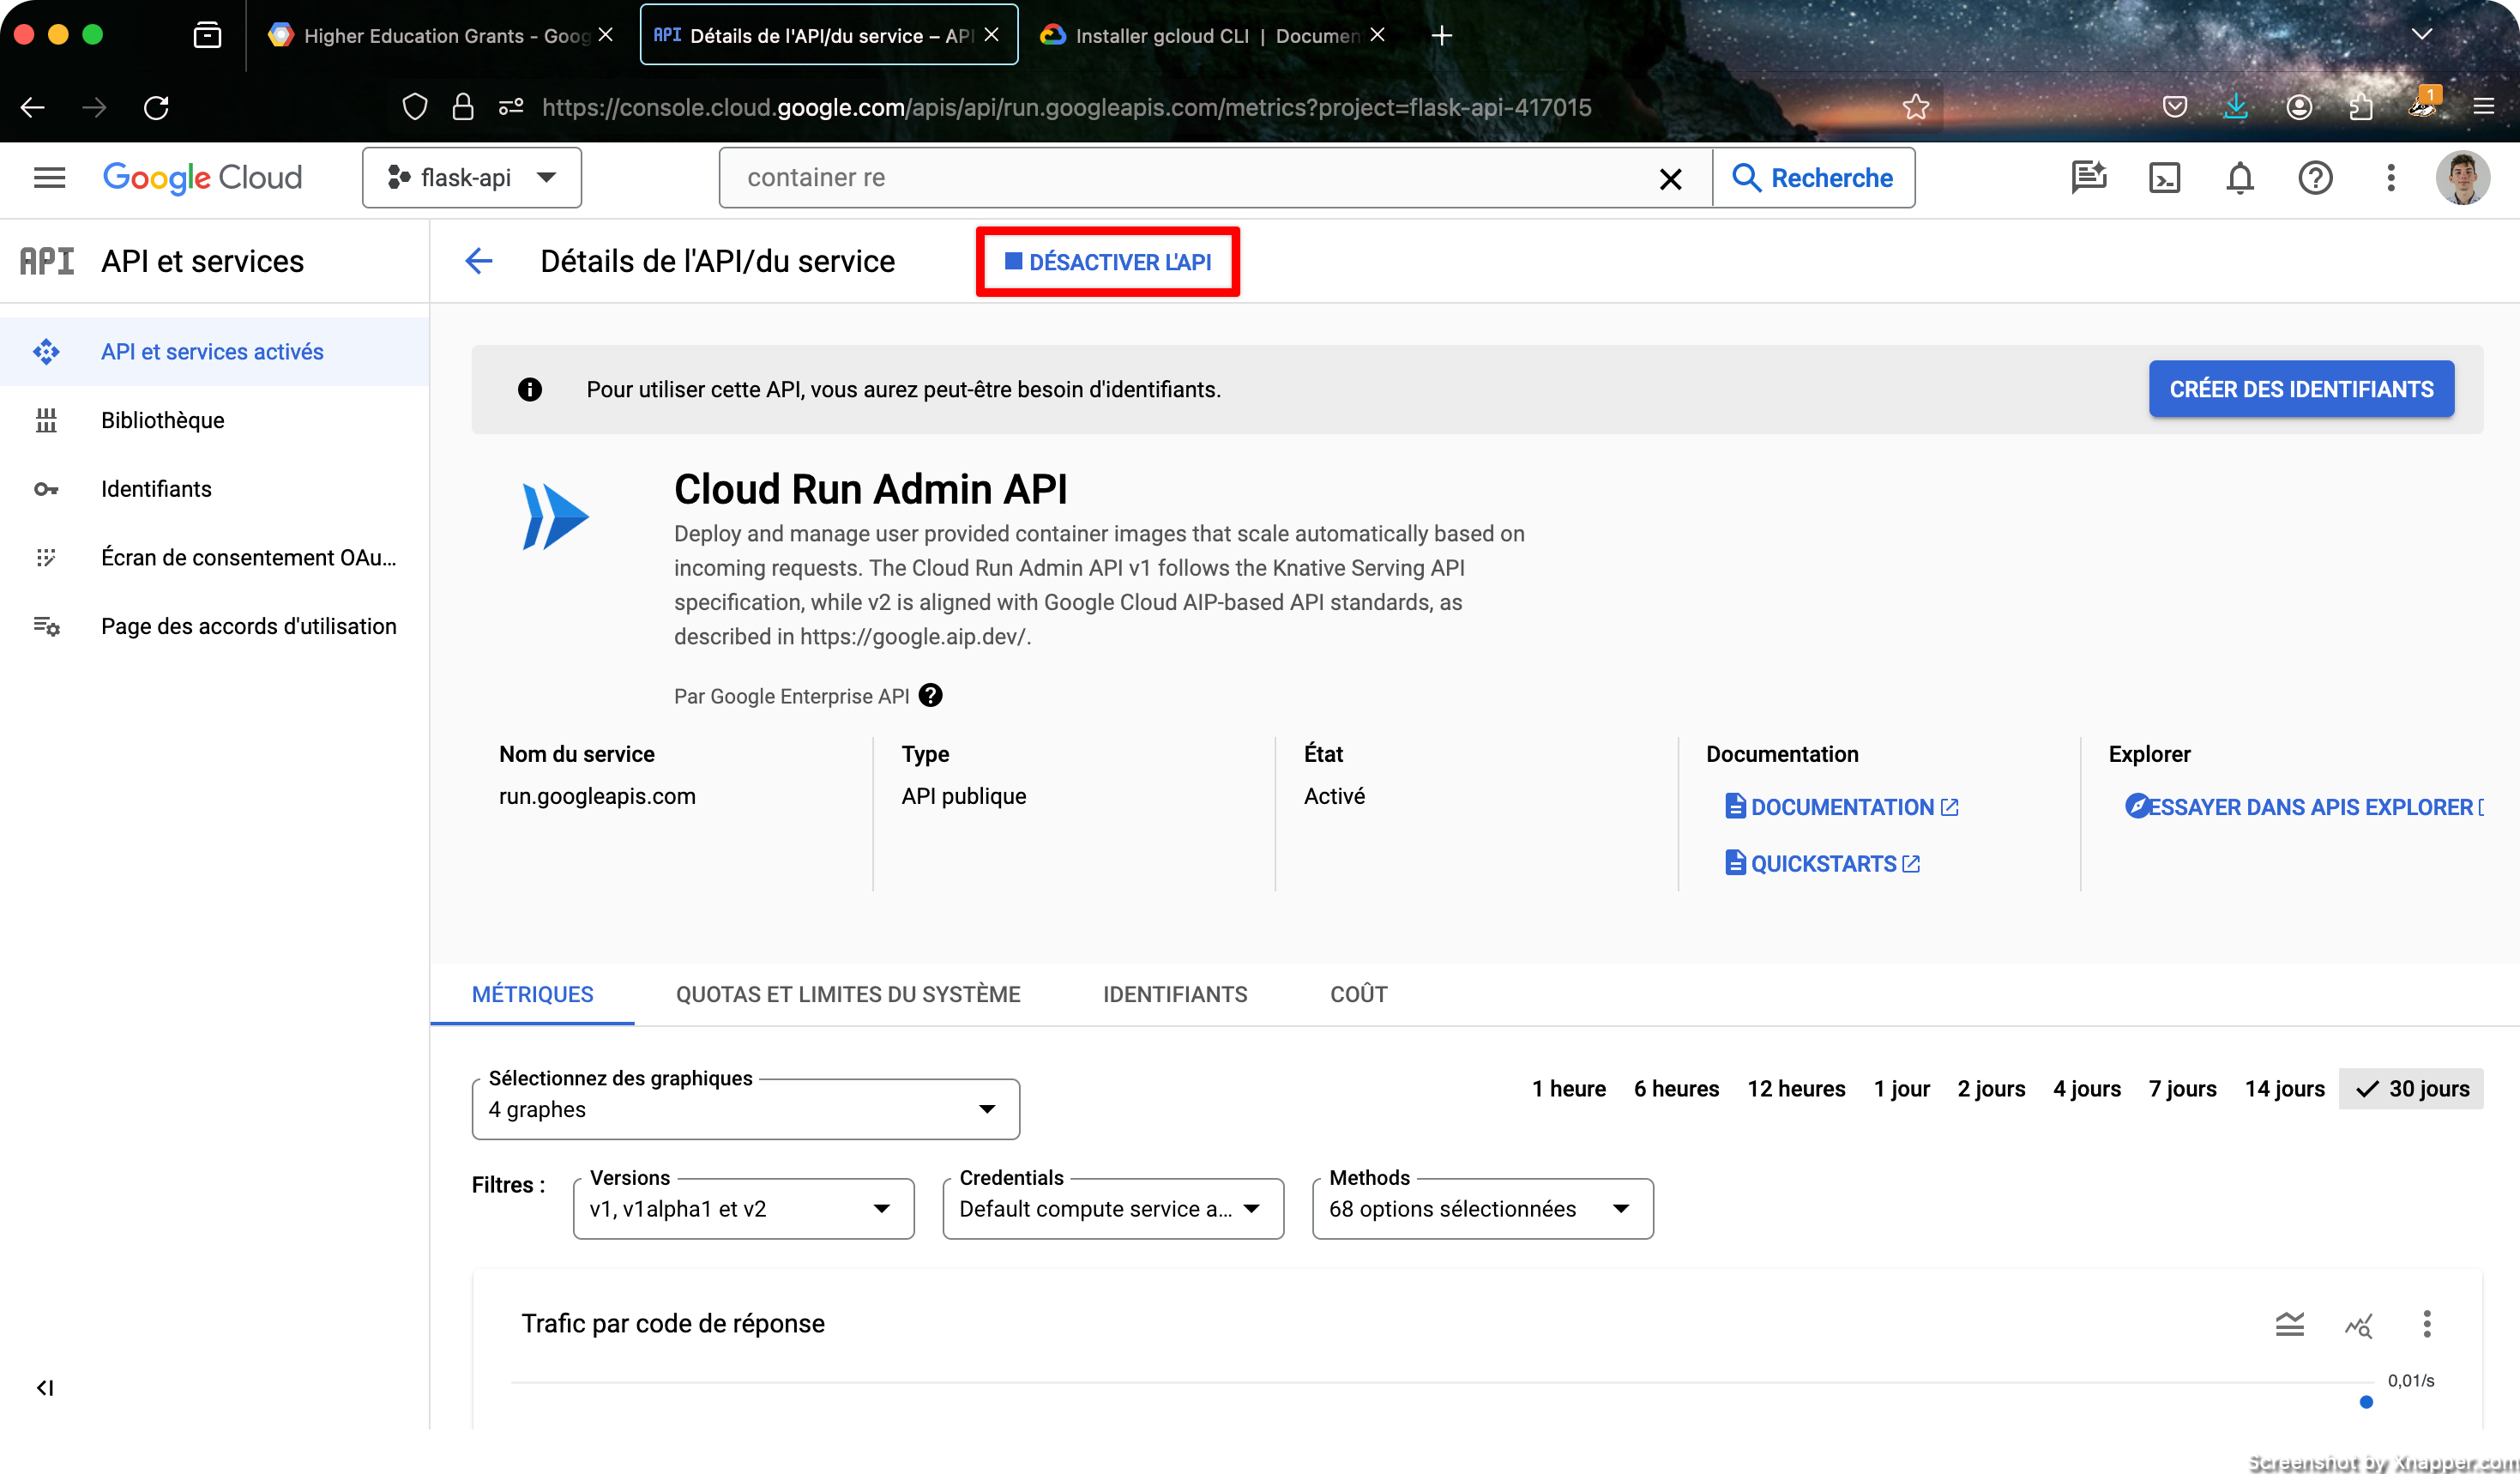 Higher Education Grants - Goog
API Détails de l'API/du service – API
Installer gcloud CLI | Documen
https://console.cloud.google.com/apis/api/run.googleapis.com/metrics?project=flask-api-417015
1
Google Cloud
flask-api
container re
Recherche
API API et services
Détails de l'API/du service
DÉSACTIVER L'API
API et services activés
Bibliothèque
Identifiants
Écran de consentement OAu...
Page des accords d'utilisation
Pour utiliser cette API, vous aurez peut-être besoin d'identifiants.
CRÉER DES IDENTIFIANTS
Cloud Run Admin API
Deploy and manage user provided container images that scale automatically based on
incoming requests. The Cloud Run Admin API v1 follows the Knative Serving API
specification, while v2 is aligned with Google Cloud AIP-based API standards, as
described in https://google.aip.dev/.
Par Google Enterprise API
Nom du service
run.googleapis.com
Type
API publique
État
Activé
Documentation
DOCUMENTATION
QUICKSTARTS
Explorer
ESSAYER DANS APIS EXPLORER
MÉTRIQUES
QUOTAS ET LIMITES DU SYSTÈME
IDENTIFIANTS
COÛT
Sélectionnez des graphiques
4 graphes
1 heure
6 heures
12 heures
1 jour
2 jours
4 jours
7 jours
14 jours
30 jours
Filtres :
Versions
v1, v1alpha1 et v2
Credentials
Default compute service a...
Methods
68 options sélectionnées
Trafic par code de réponse
0,01/s
Screenshot by Xnapper.com